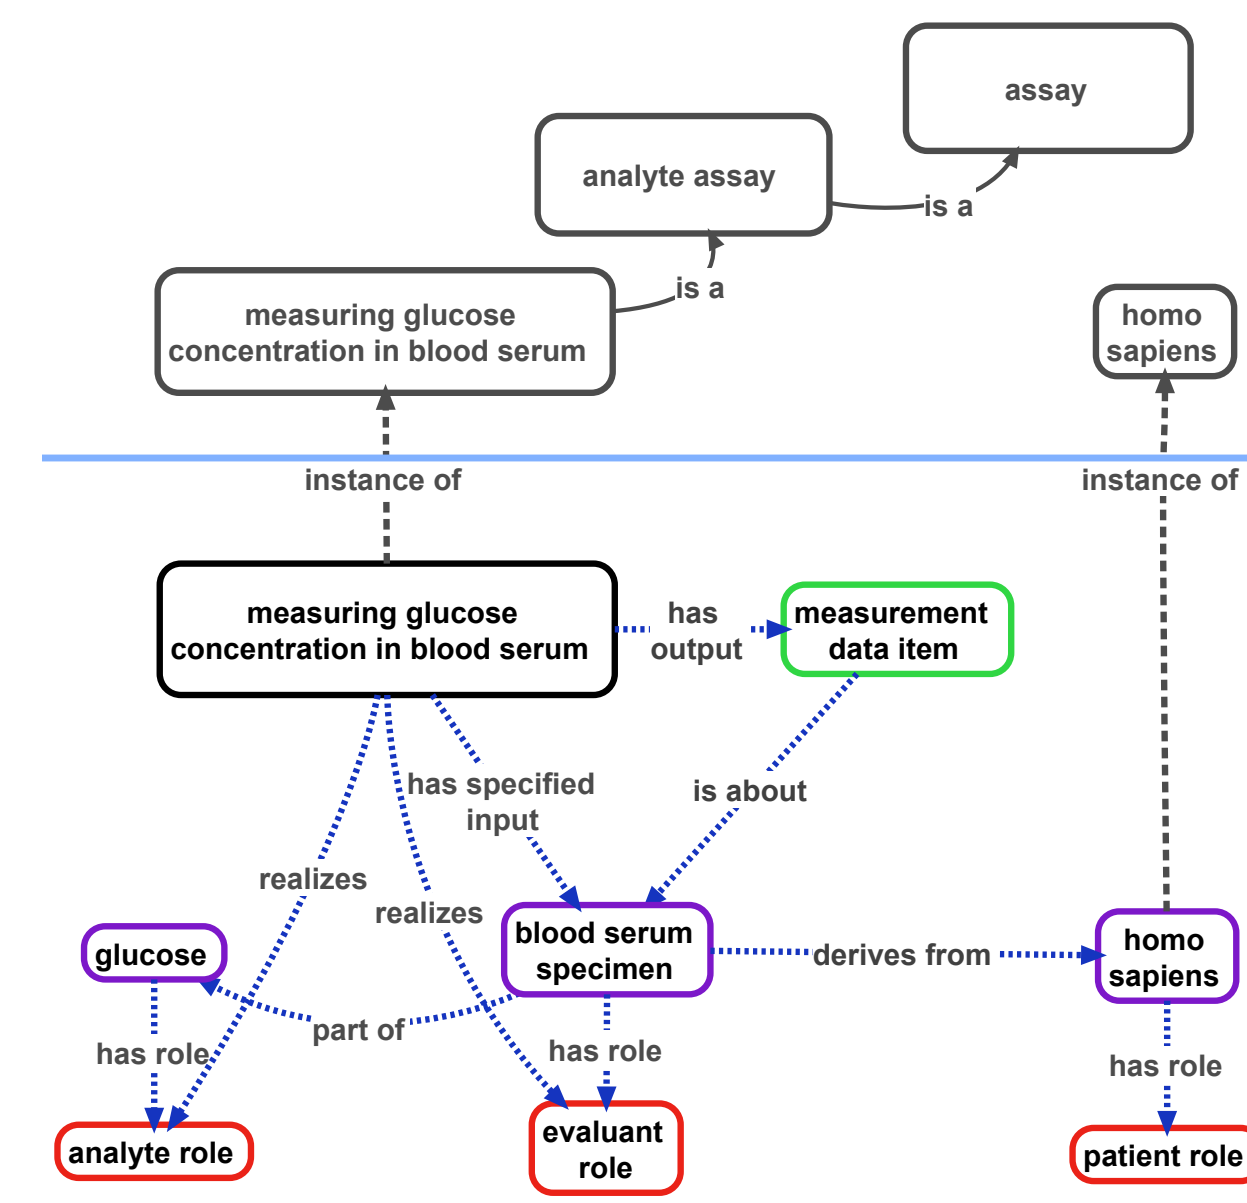 assay
analyte assay
is a
is a
measuring glucose
concentration in blood serum
homo
sapiens
instance of
instance of
measuring glucose
concentration in blood serum
has
output
measurement
data item
has specified
input
is about
realizes
realizes
glucose
blood serum
specimen
derives from
homo
sapiens
part of
has role
has role
has role
analyte role
evaluant
role
patient role